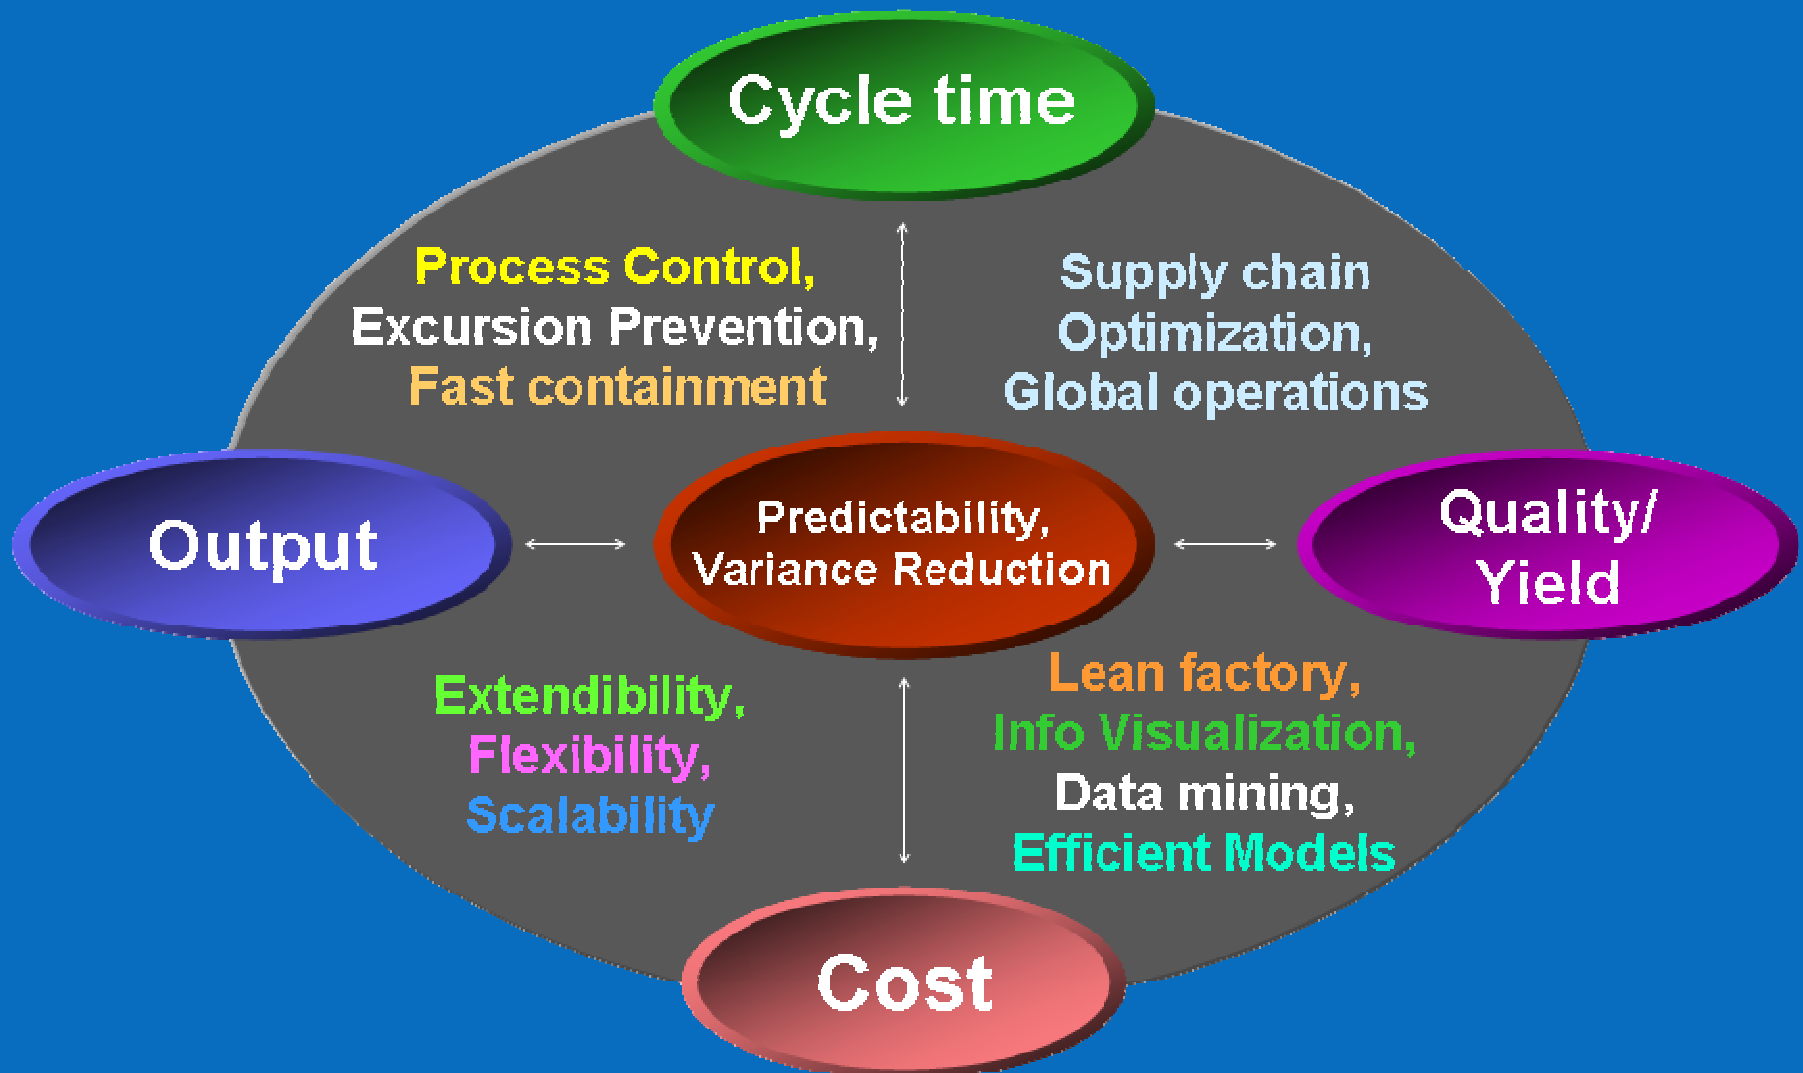 Cycle time
Process Control,
Excursion Prevention,
Fast containment
Supply chain
Optimization,
Global operations
Output
Predictability,
Variance Reduction
Quality/
Yield
Extendibility,
Flexibility,
Scalability
Lean factory,
Info Visualization,
Data mining,
Efficient Models
Cost